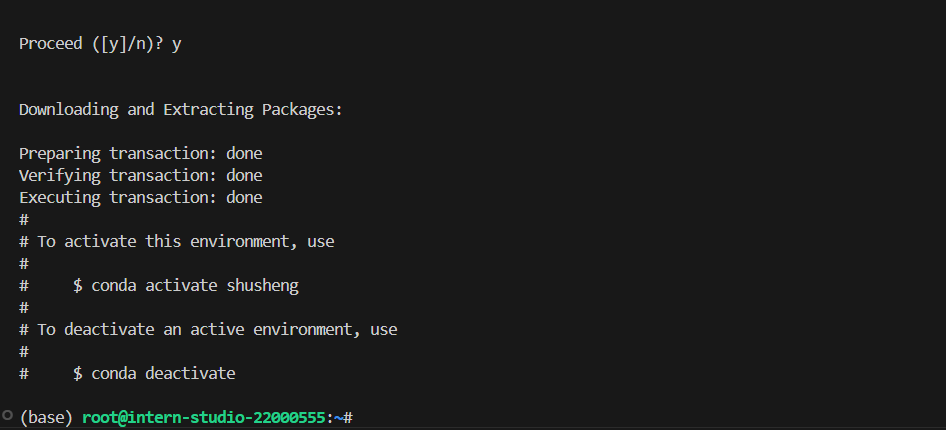 Proceed ([y]/n)? y
Downloading and Extracting Packages:
Preparing transaction: done
Verifying transaction: done
Executing transaction: done
#
# To activate this environment, use
#
#     $ conda activate shusheng
#
# To deactivate an active environment, use
#
#     $ conda deactivate
(base) root@intern-studio-22000555:~#